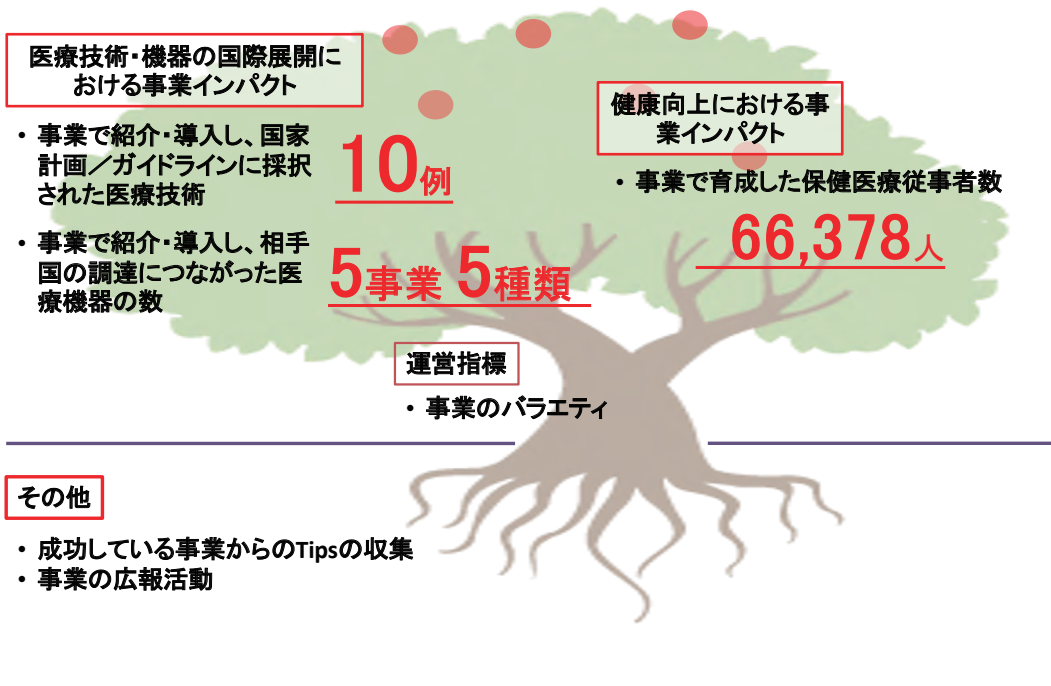 医療技術・機器の国際展開に
おける事業インパクト
• 事業で紹介・導入し、国家
計画／ガイドラインに採択
された医療技術
10例
• 事業で紹介・導入し、相手
国の調達につながった医
療機器の数
5事業 5種類
健康向上における事
業インパクト
• 事業で育成した保健医療従事者数
66,378人
運営指標
• 事業のバラエティ
その他
• 成功している事業からのTipsの収集
• 事業の広報活動